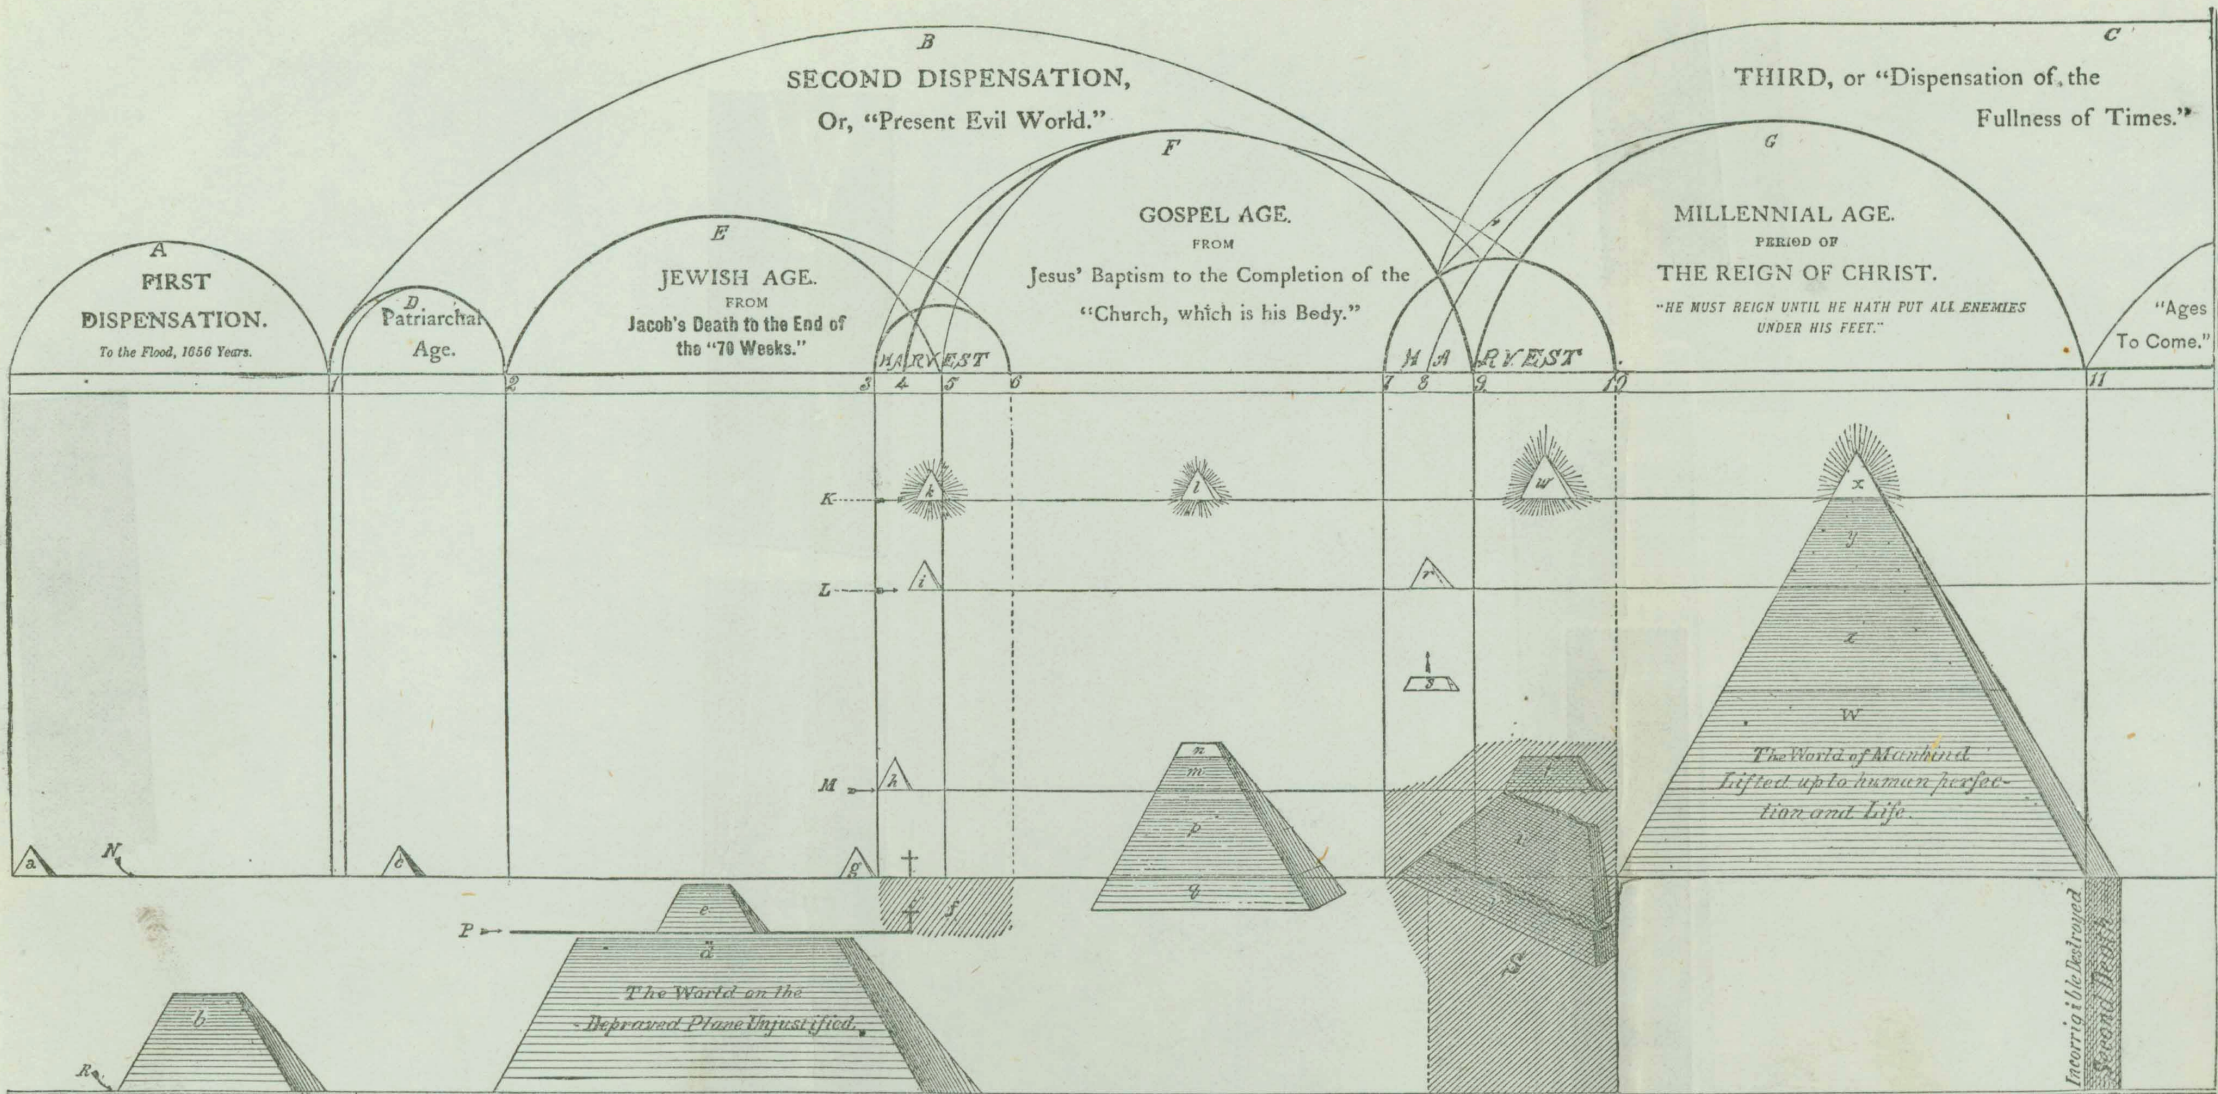 B
SECOND DISPENSATION,
Or, “Present Evil World.”
C
THIRD, or “Dispensation of the
Fullness of Times.”
A
FIRST
DISPENSATION.
To the Flood, 1656 Years.
D
Patriarchal
Age.
E
JEWISH AGE.
FROM
Jacob's Death to the End of
the “70 Weeks.”
F
GOSPEL AGE.
FROM
Jesus' Baptism to the Completion of the
“Church, which is his Body.”
G
MILLENNIAL AGE.
PERIOD OF
THE REIGN OF CHRIST.
“HE MUST REIGN UNTIL HE HATH PUT ALL ENEMIES
UNDER HIS FEET.”
“Ages
To Come.”
HARVEST
HARVEST
1 2 3 4 5 6 7 8 9 10 11
K k l w x
y
L i r
z
s
W
n
The World of Mankind
Lifted up to human perfec-
tion and Life.
m
M h t
p
a N c g
q
e f
P
d
S
The World on the
Depraved Plane Unjustified.
b
R
Incorrigible Destroyed
Second Death